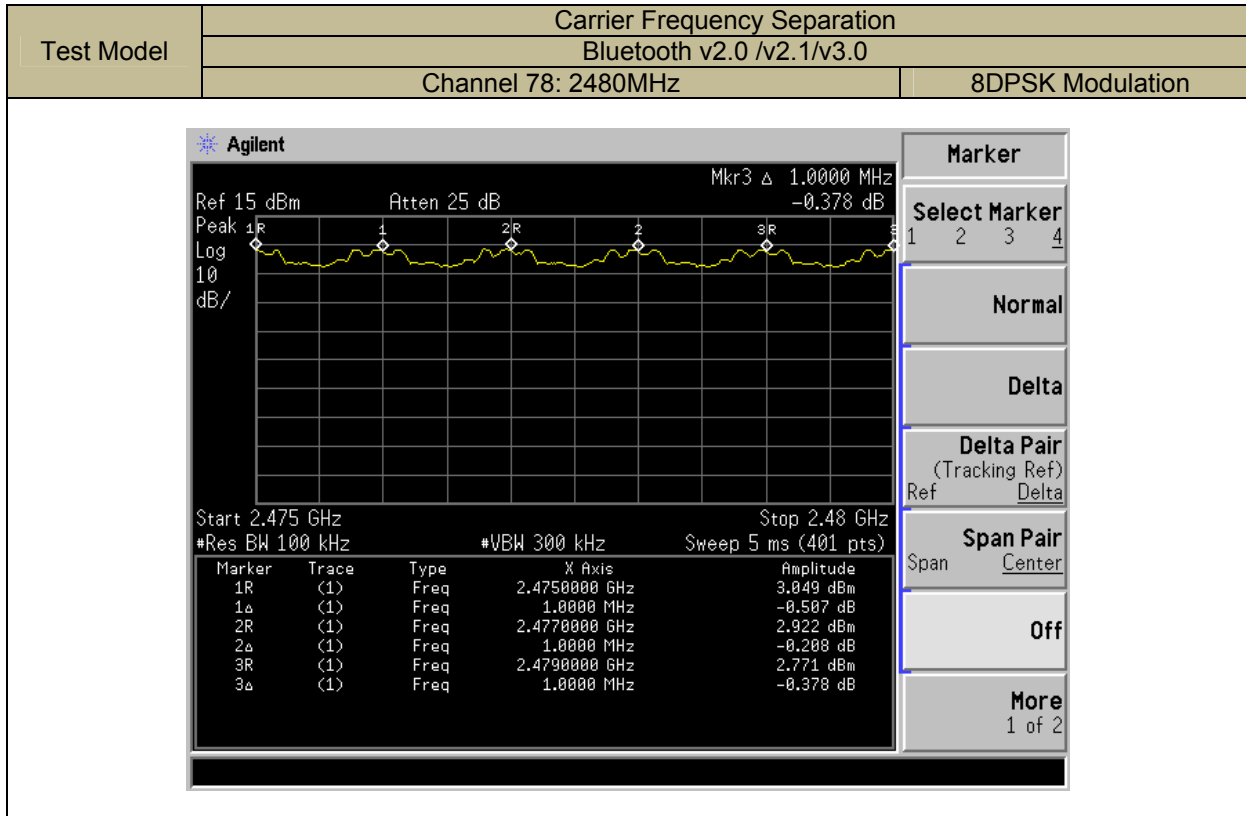 Test Model
Carrier Frequency Separation
Bluetooth v2.0 /v2.1/v3.0
Channel 78: 2480MHz
8DPSK Modulation
Agilent
Mkr3 Δ 1.0000 MHz
Ref 15 dBm Atten 25 dB -0.378 dB
Peak
Log
10
dB/
1R 1 2R 2 3R 3
Start 2.475 GHz Stop 2.48 GHz
#Res BW 100 kHz #VBW 300 kHz Sweep 5 ms (401 pts)
Marker Trace Type X Axis Amplitude
1R (1) Freq 2.4750000 GHz 3.049 dBm
1Δ (1) Freq 1.0000 MHz -0.507 dB
2R (1) Freq 2.4770000 GHz 2.922 dBm
2Δ (1) Freq 1.0000 MHz -0.208 dB
3R (1) Freq 2.4790000 GHz 2.771 dBm
3Δ (1) Freq 1.0000 MHz -0.378 dB
Marker
Select Marker
1 2 3 4
Normal
Delta
Delta Pair
(Tracking Ref)
Ref Delta
Span Pair
Span Center
Off
More
1 of 2